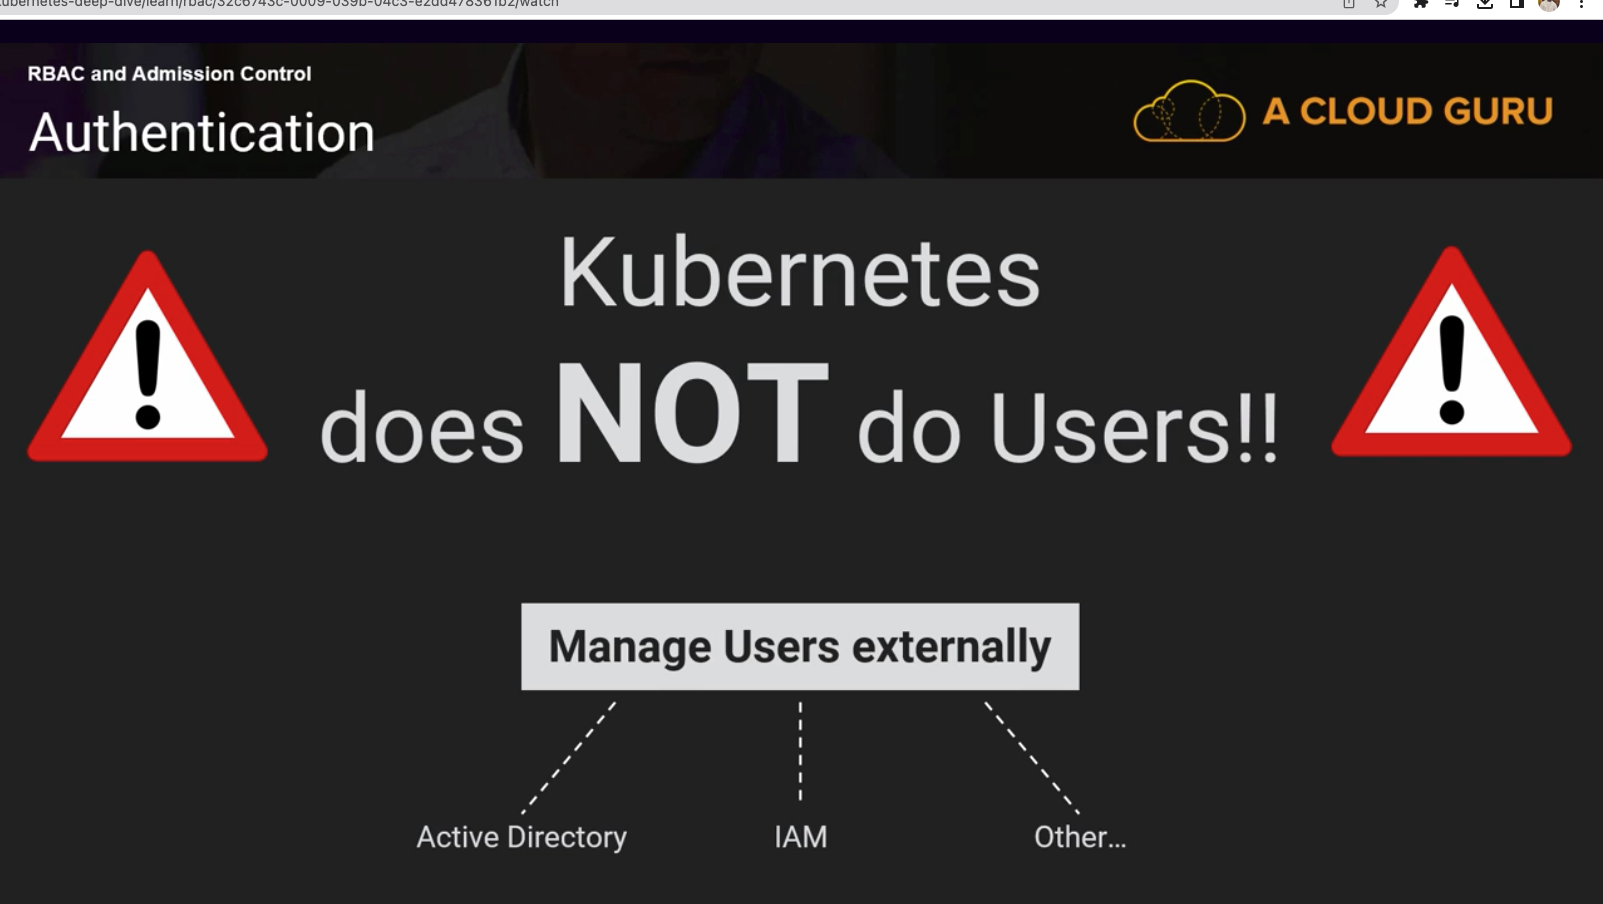 kubernetes-deep-dive/learn/rbac/32c6743c-0009-039b-04c3-e2dd478361b2/watch
RBAC and Admission Control
Authentication
A CLOUD GURU
Kubernetes
does NOT do Users!!
Manage Users externally
Active Directory
IAM
Other...